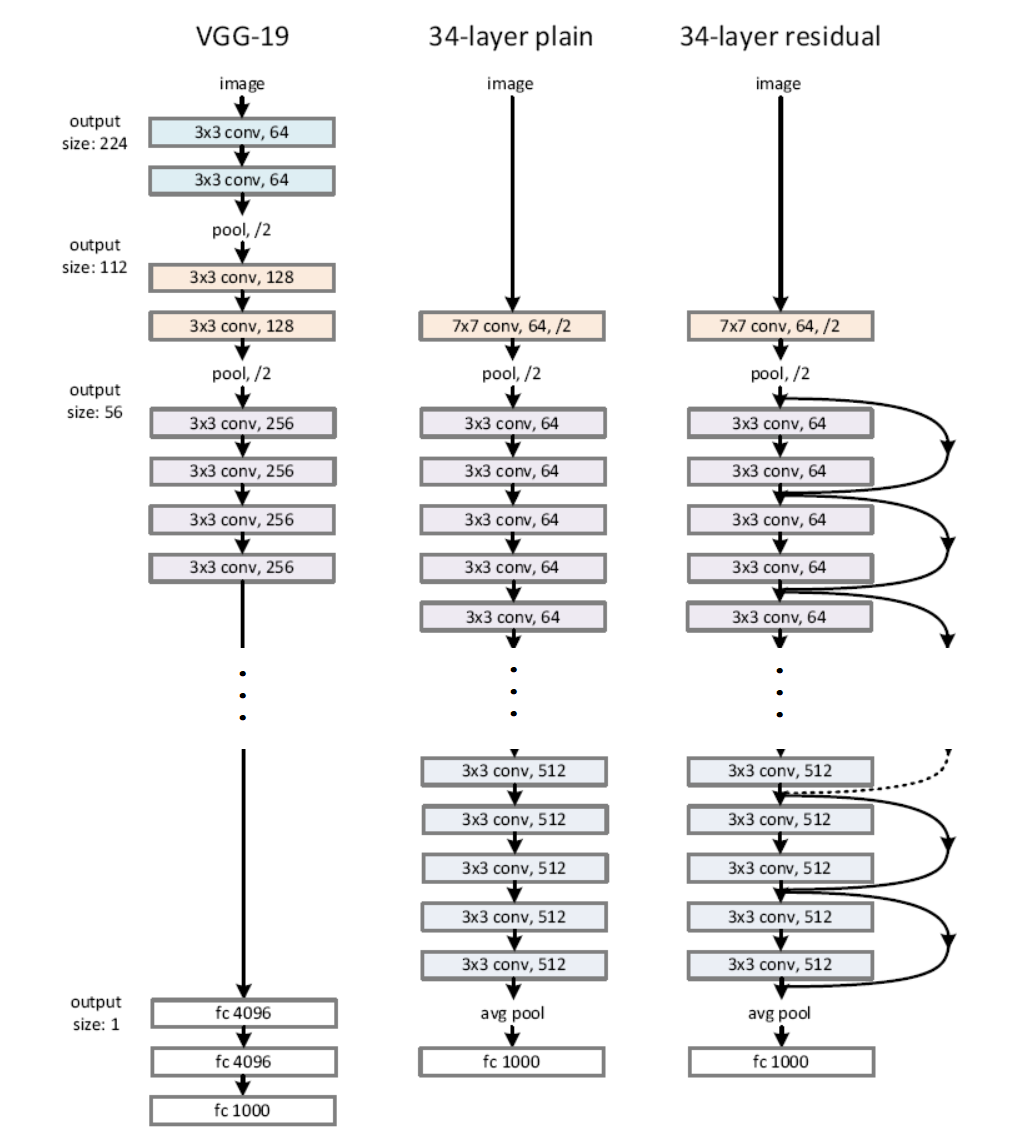 VGG-19
34-layer plain
34-layer residual
image
image
image
output
size: 224
3x3 conv, 64
3x3 conv, 64
pool, /2
output
size: 112
3x3 conv, 128
3x3 conv, 128
7x7 conv, 64, /2
7x7 conv, 64, /2
pool, /2
pool, /2
pool, /2
output
size: 56
3x3 conv, 256
3x3 conv, 64
3x3 conv, 64
3x3 conv, 256
3x3 conv, 64
3x3 conv, 64
3x3 conv, 256
3x3 conv, 64
3x3 conv, 64
3x3 conv, 256
3x3 conv, 64
3x3 conv, 64
3x3 conv, 64
3x3 conv, 64
3x3 conv, 512
3x3 conv, 512
3x3 conv, 512
3x3 conv, 512
3x3 conv, 512
3x3 conv, 512
3x3 conv, 512
3x3 conv, 512
3x3 conv, 512
3x3 conv, 512
output
size: 1
fc 4096
avg pool
avg pool
fc 4096
fc 1000
fc 1000
fc 1000